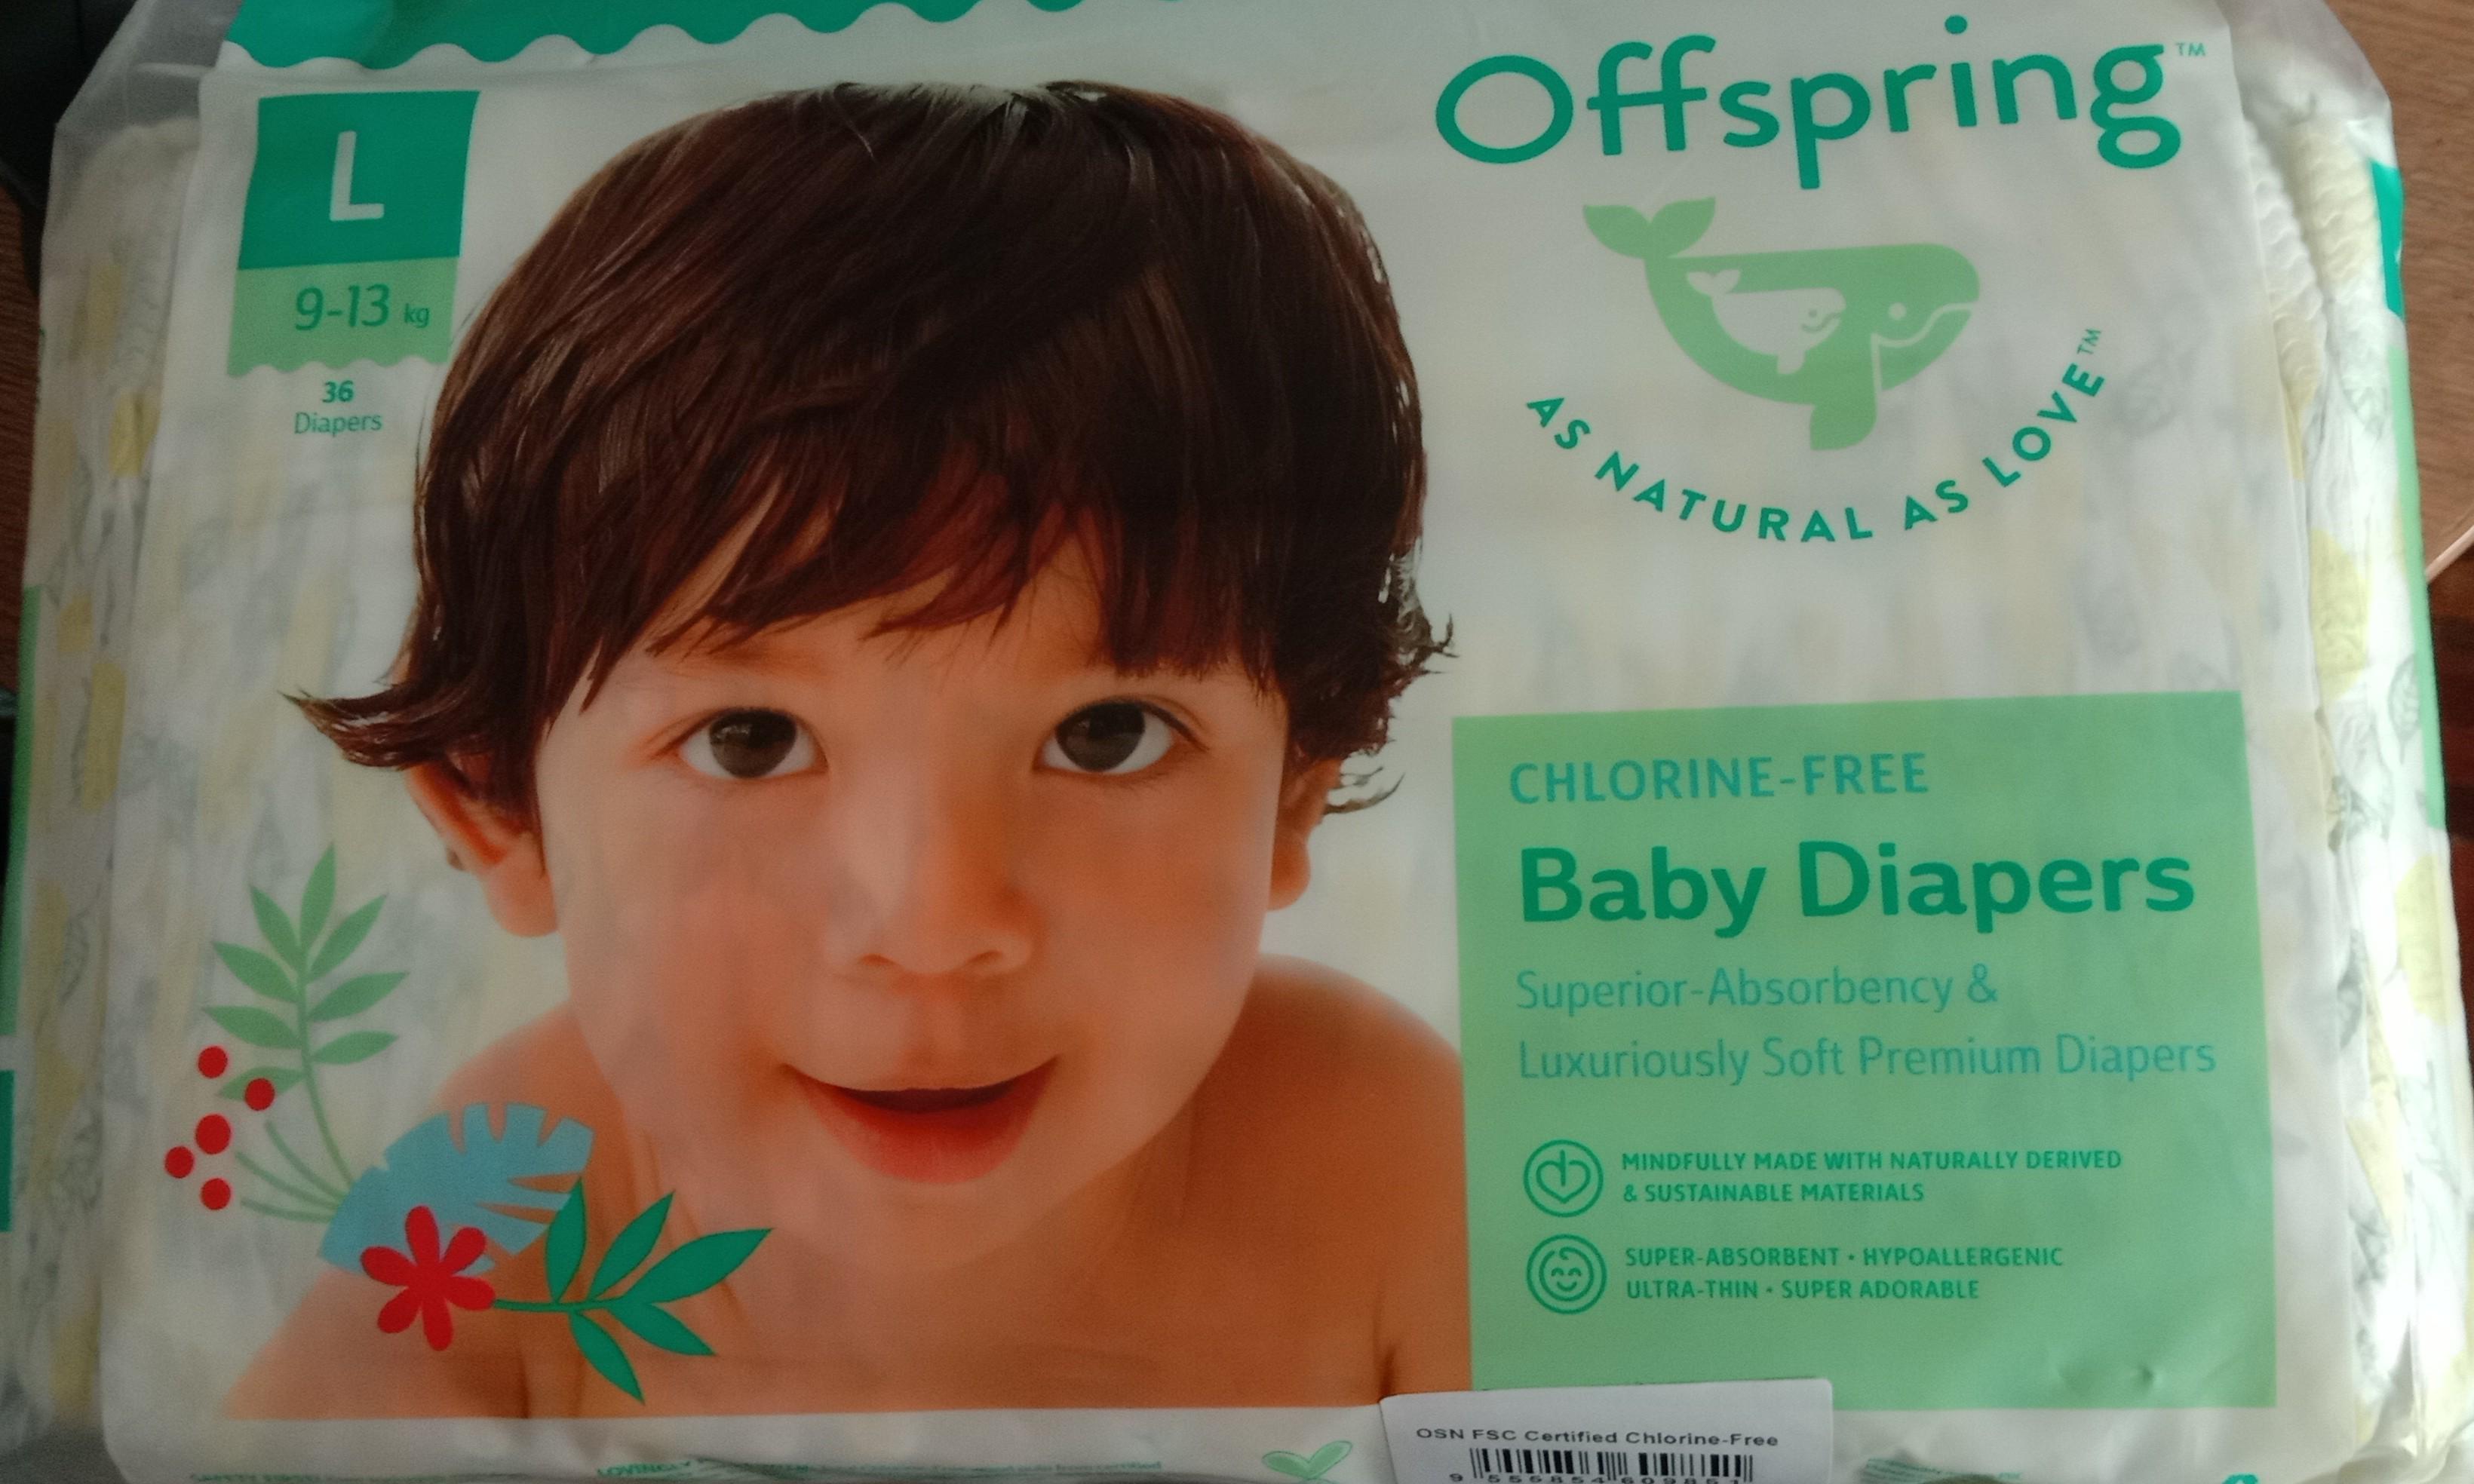 Offspring™
L
9-13 kg
36
Diapers
AS NATURAL AS LOVE™
CHLORINE-FREE
Baby Diapers
Superior-Absorbency &
Luxuriously Soft Premium Diapers
MINDFULLY MADE WITH NATURALLY DERIVED
& SUSTAINABLE MATERIALS
SUPER-ABSORBENT • HYPOALLERGENIC
ULTRA-THIN • SUPER ADORABLE
OSN FSC Certified Chlorine-Free